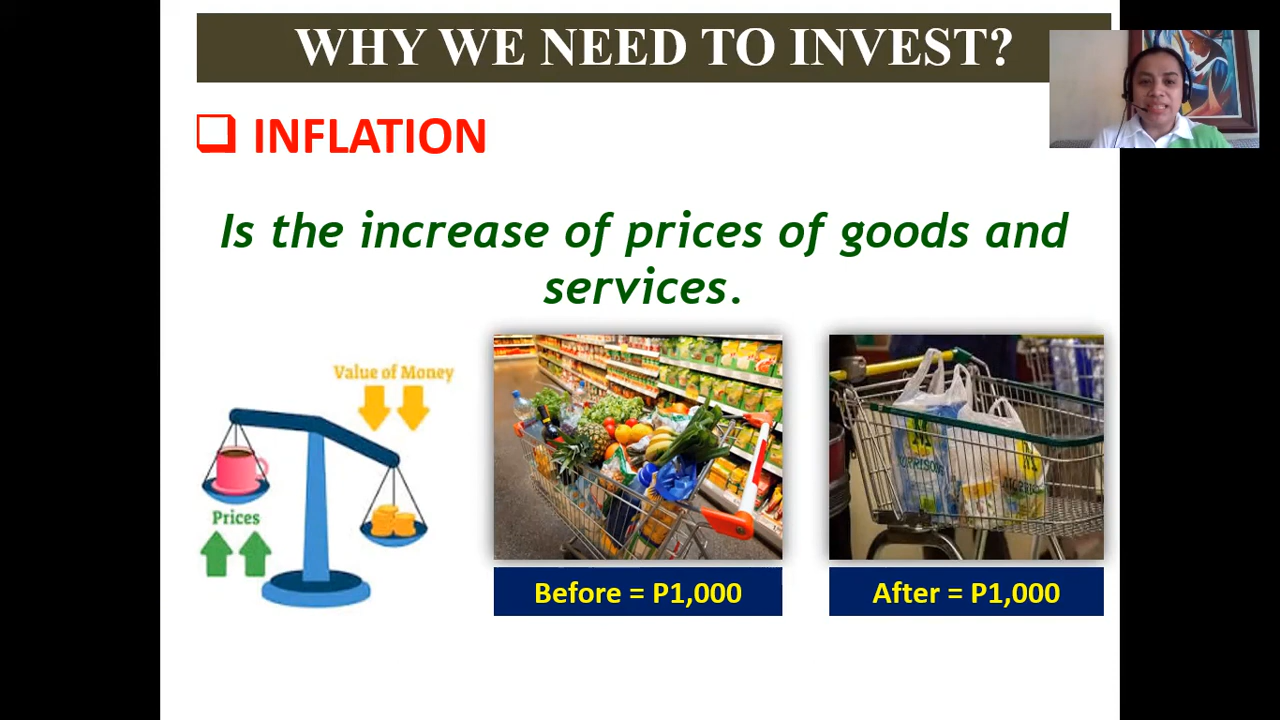 WHY WE NEED TO INVEST?
❑ INFLATION
Is the increase of prices of goods and
services.
Value of Money
Prices
Before = P1,000
After = P1,000